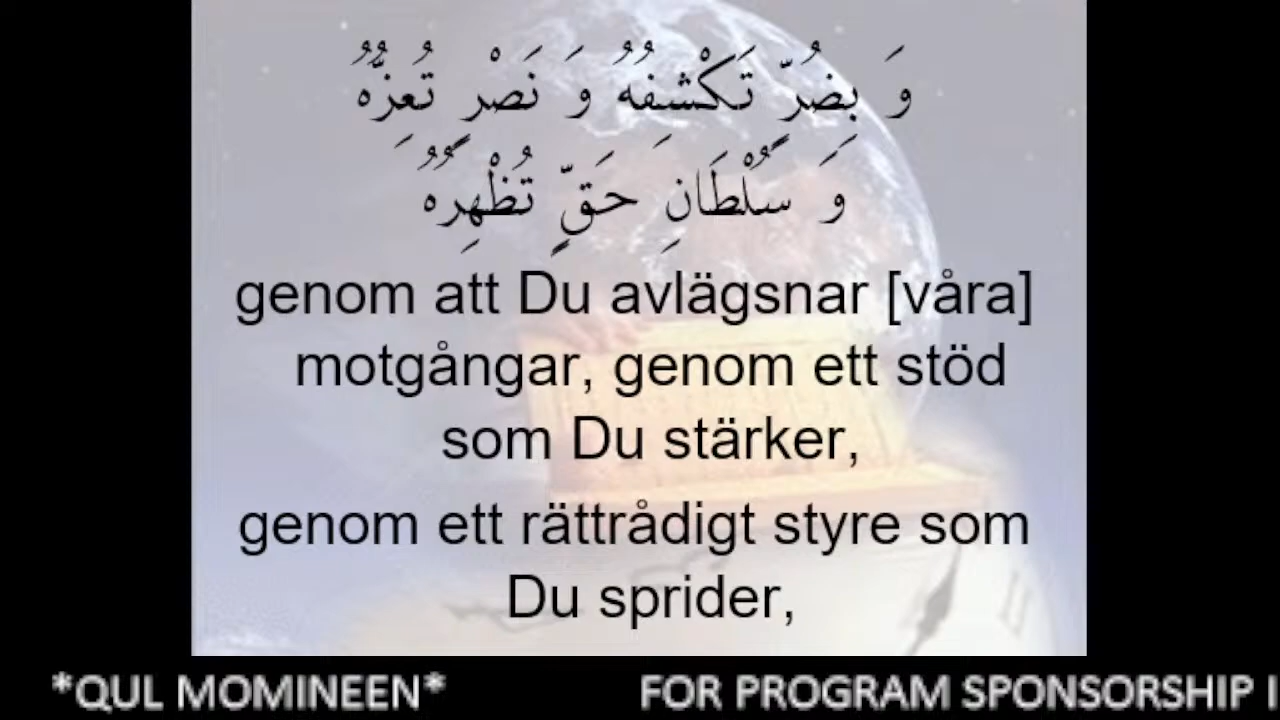 وَ بِضُرٍّ تَكْشِفُهُ وَ نَصْرٍ تُعِزُّهُ
وَ سُلْطَانِ حَقٍّ تُظْهِرُهُ
genom att Du avlägsnar [våra]
motgångar, genom ett stöd
som Du stärker,
genom ett rättrådigt styre som
Du sprider,
*QUL MOMINEEN* FOR PROGRAM SPONSORSHIP